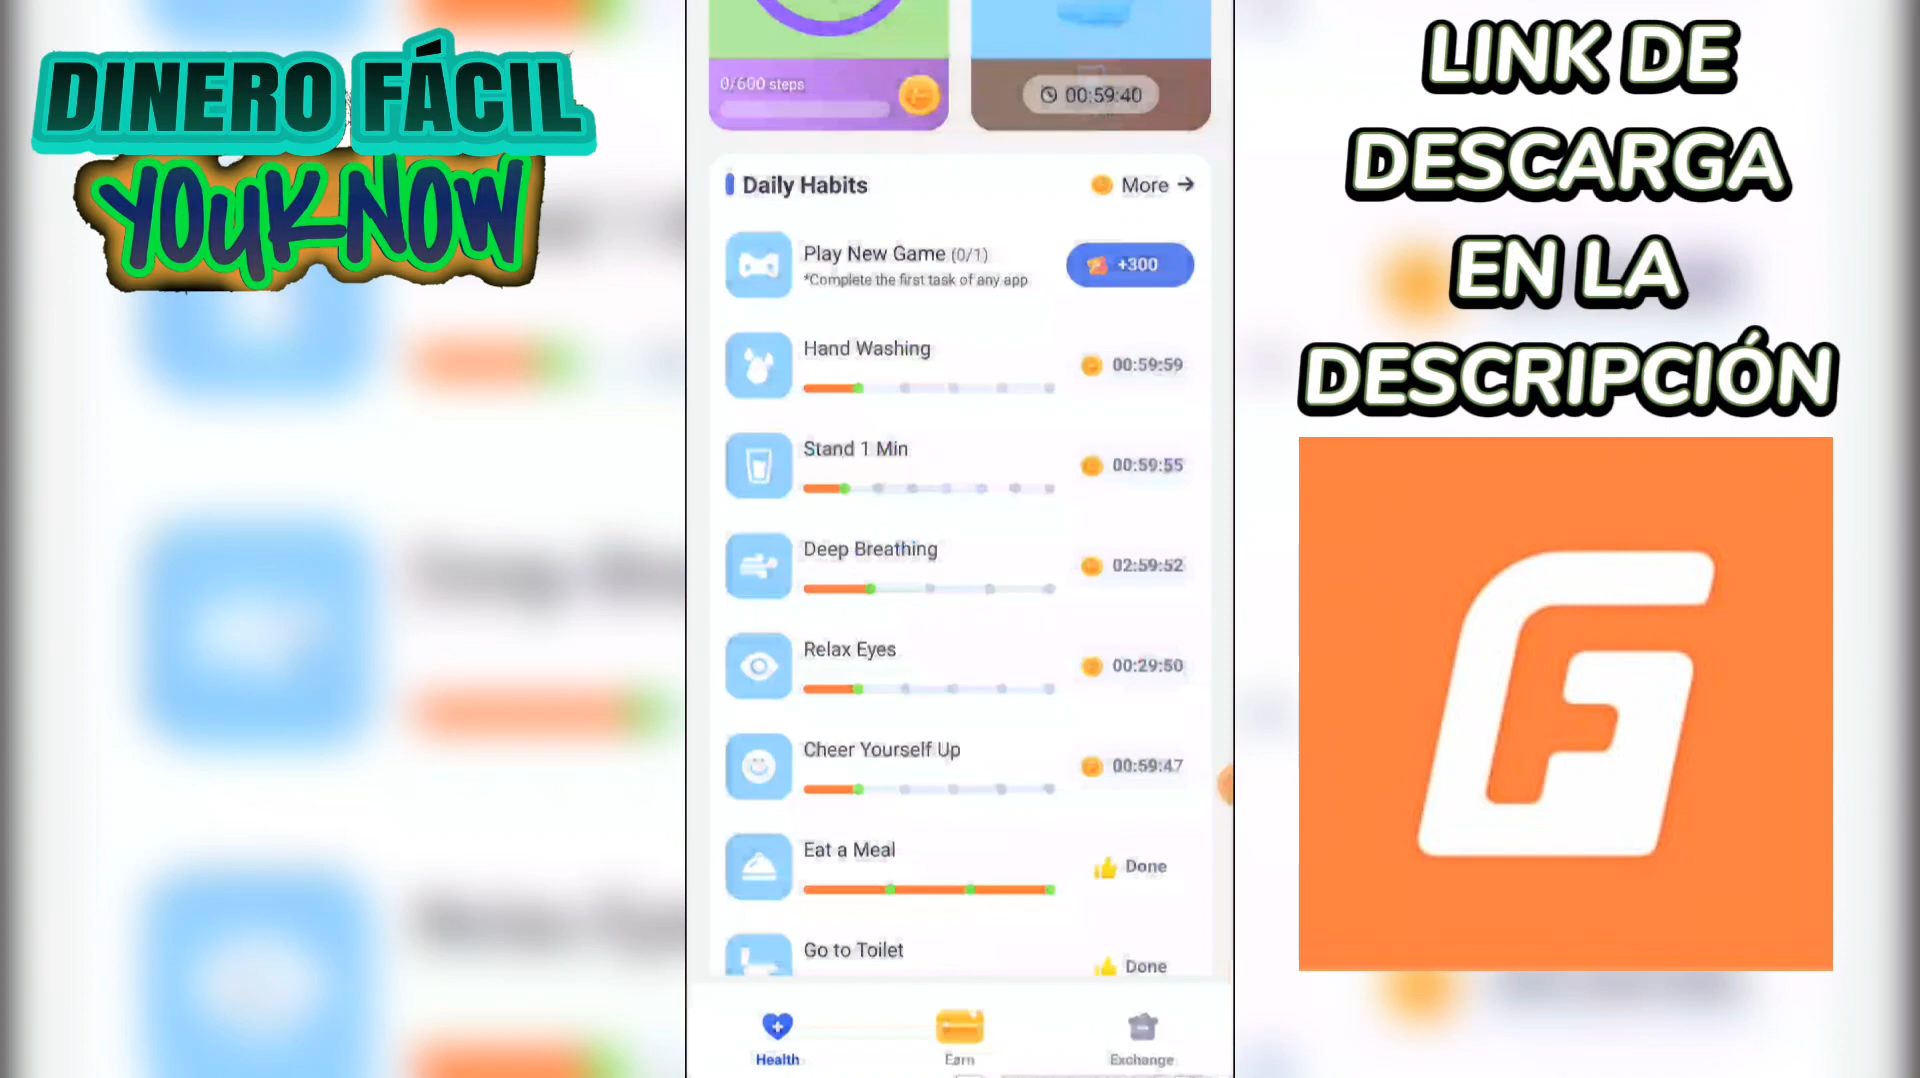 DINERO FÁCIL
YOUKNOW
0/600 steps
00:59:40
Daily Habits
More →
Play New Game (0/1)
*Complete the first task of any app
+300
Hand Washing
00:59:59
Stand 1 Min
00:59:55
Deep Breathing
02:59:52
Relax Eyes
00:29:50
Cheer Yourself Up
00:59:47
Eat a Meal
Done
Go to Toilet
Done
Health
Earn
Exchange
LINK DE
DESCARGA
EN LA
DESCRIPCIÓN